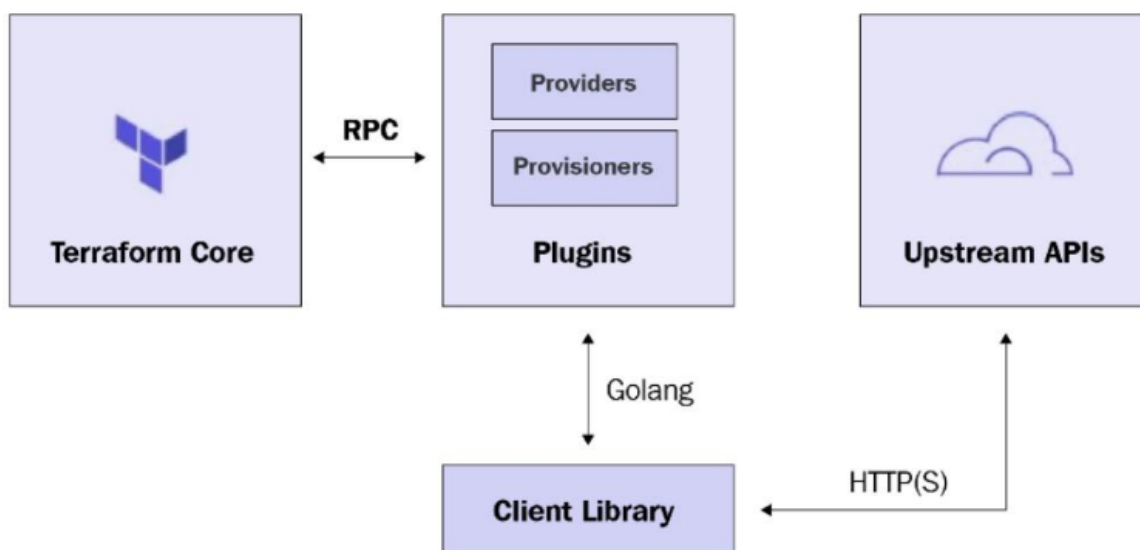 Providers
RPC
Provisioners
Terraform Core
Plugins
Upstream APIs
Golang
HTTP(S)
Client Library